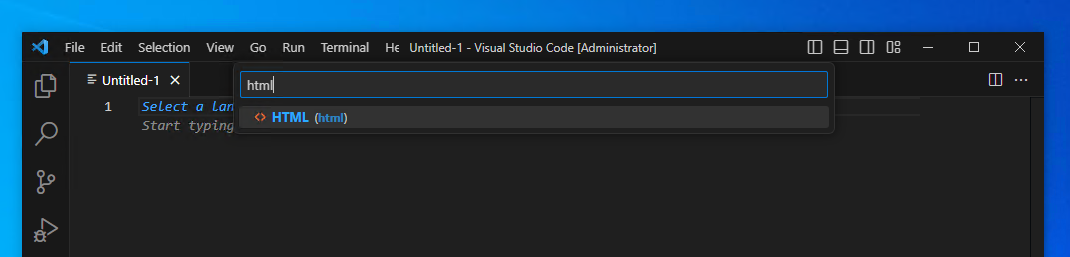 File Edit Selection View Go Run Terminal He Untitled-1 - Visual Studio Code [Administrator]
Untitled-1
html
1 Select a lan
HTML (html)
Start typing